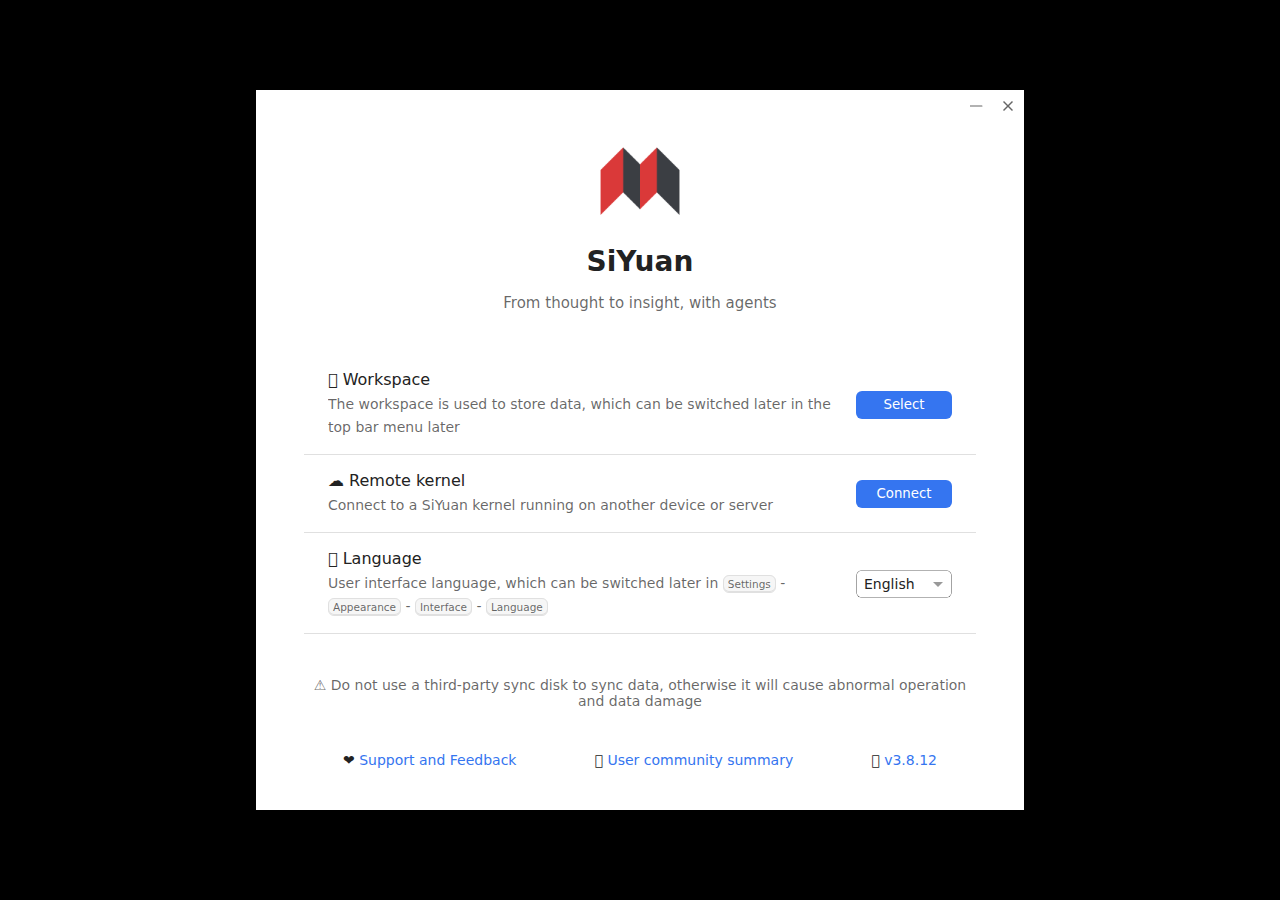 SiYuan
From thought to insight, with agents
Workspace
The workspace is used to store data, which can be switched later in the
top bar menu later
Select
☁ Remote kernel
Connect to a SiYuan kernel running on another device or server
Connect
Language
User interface language, which can be switched later in Settings -
Appearance - Interface - Language
English
⚠ Do not use a third-party sync disk to sync data, otherwise it will cause abnormal operation
and data damage
❤ Support and Feedback
User community summary
v3.8.12